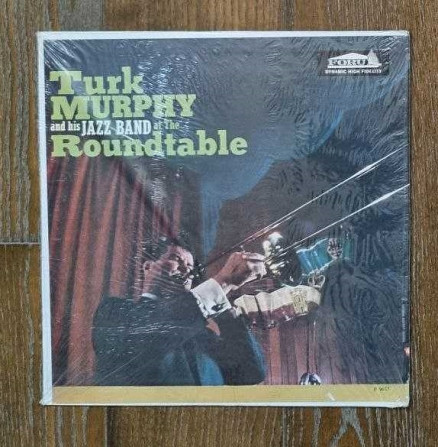 FORUM
DYNAMIC HIGH FIDELITY
Turk
MURPHY
and his JAZZ BAND at The
Roundtable